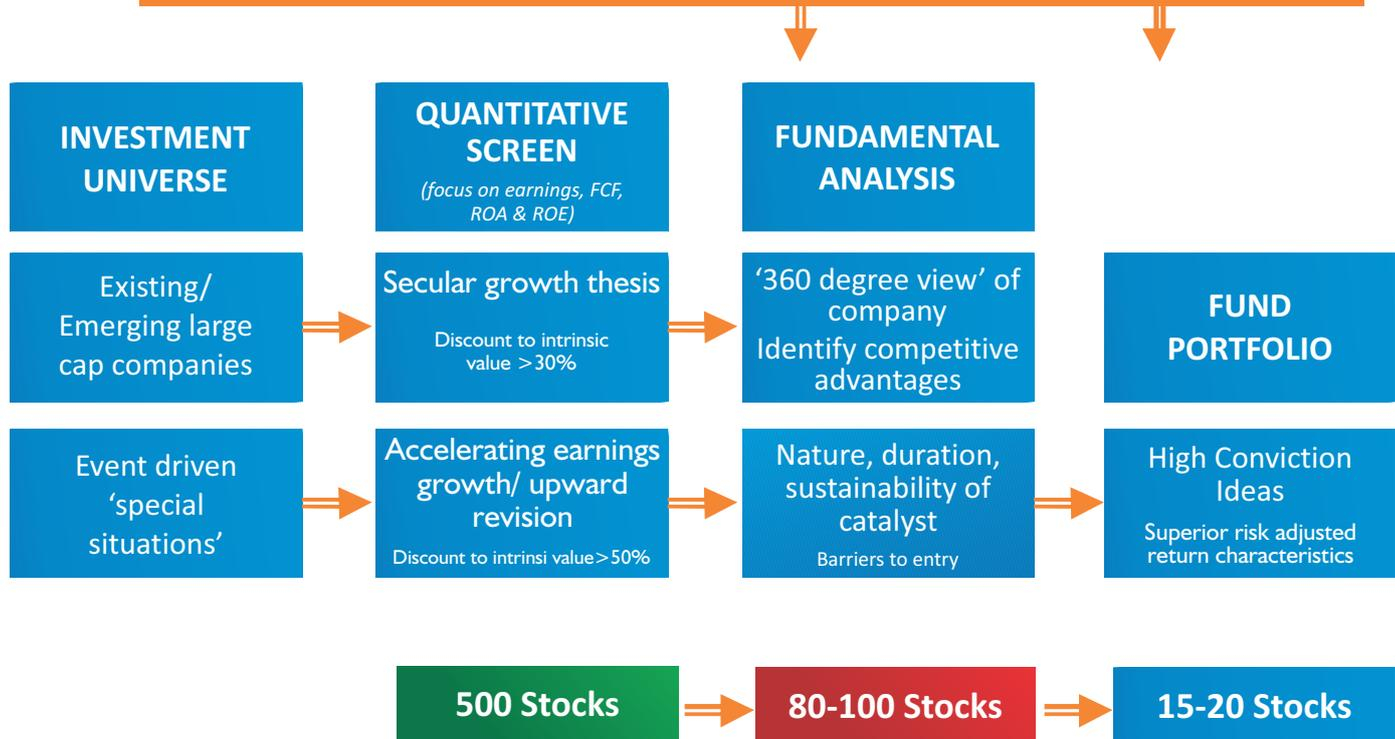 INVESTMENT
UNIVERSE
QUANTITATIVE
SCREEN
(focus on earnings, FCF,
ROA & ROE)
FUNDAMENTAL
ANALYSIS
Existing/
Emerging large
cap companies
Secular growth thesis
Discount to intrinsic
value >30%
‘360 degree view’ of
company
Identify competitive
advantages
FUND
PORTFOLIO
Event driven
‘special
situations’
Accelerating earnings
growth/ upward
revision
Discount to intrinsi value>50%
Nature, duration,
sustainability of
catalyst
Barriers to entry
High Conviction
Ideas
Superior risk adjusted
return characteristics
500 Stocks
80-100 Stocks
15-20 Stocks